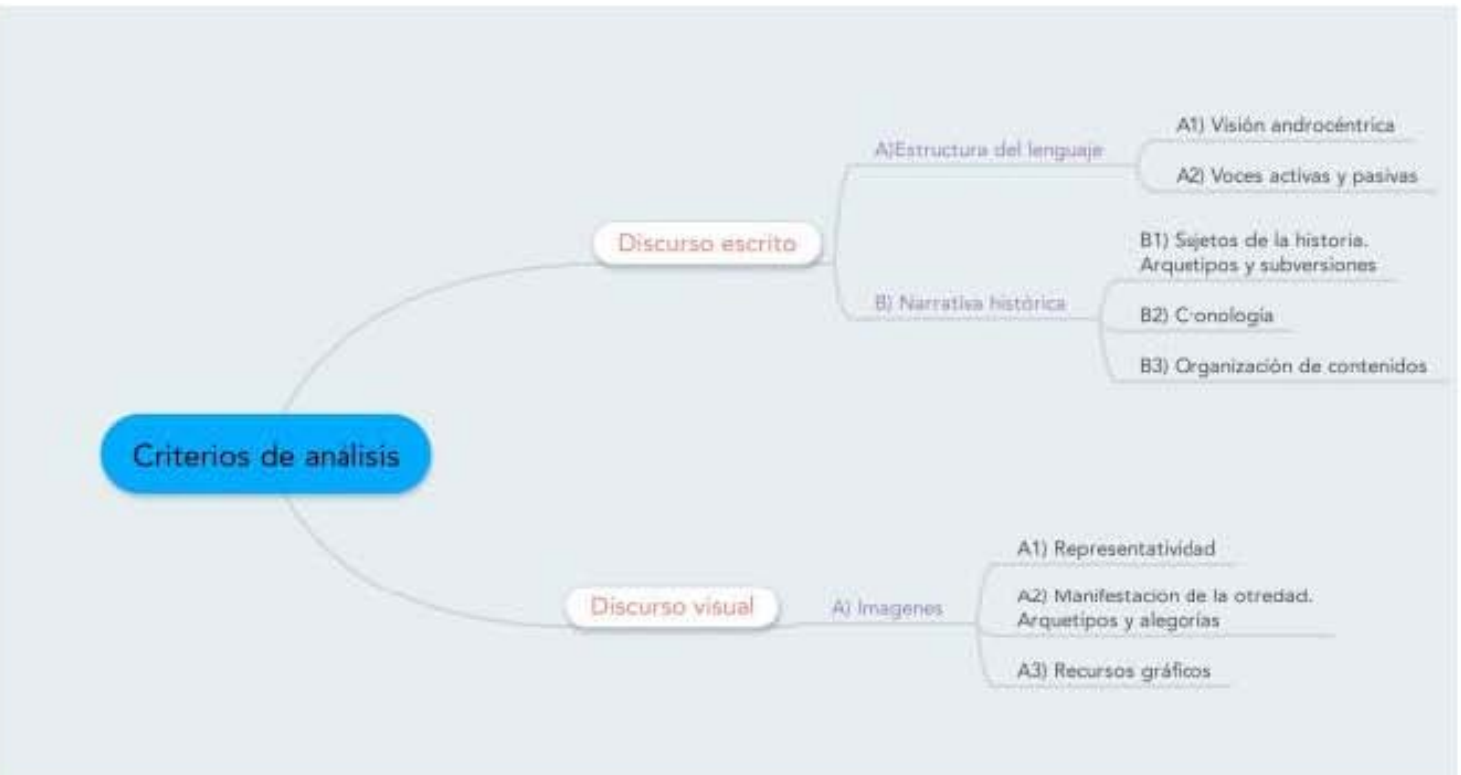 A1) Visión androcéntrica
A)Estructura del lenguaje
A2) Voces activas y pasivas
Discurso escrito
B1) Sujetos de la historia.
Arquetipos y subversiones
B) Narrativa histórica
B2) C·onología
B3) Organización de contenidos
Criterios de análisis
A1) Representatividad
Discurso visual
A) Imagenes
A2) Manifestación de la otredad.
Arquetipos y alegorías
A3) Recursos gráficos